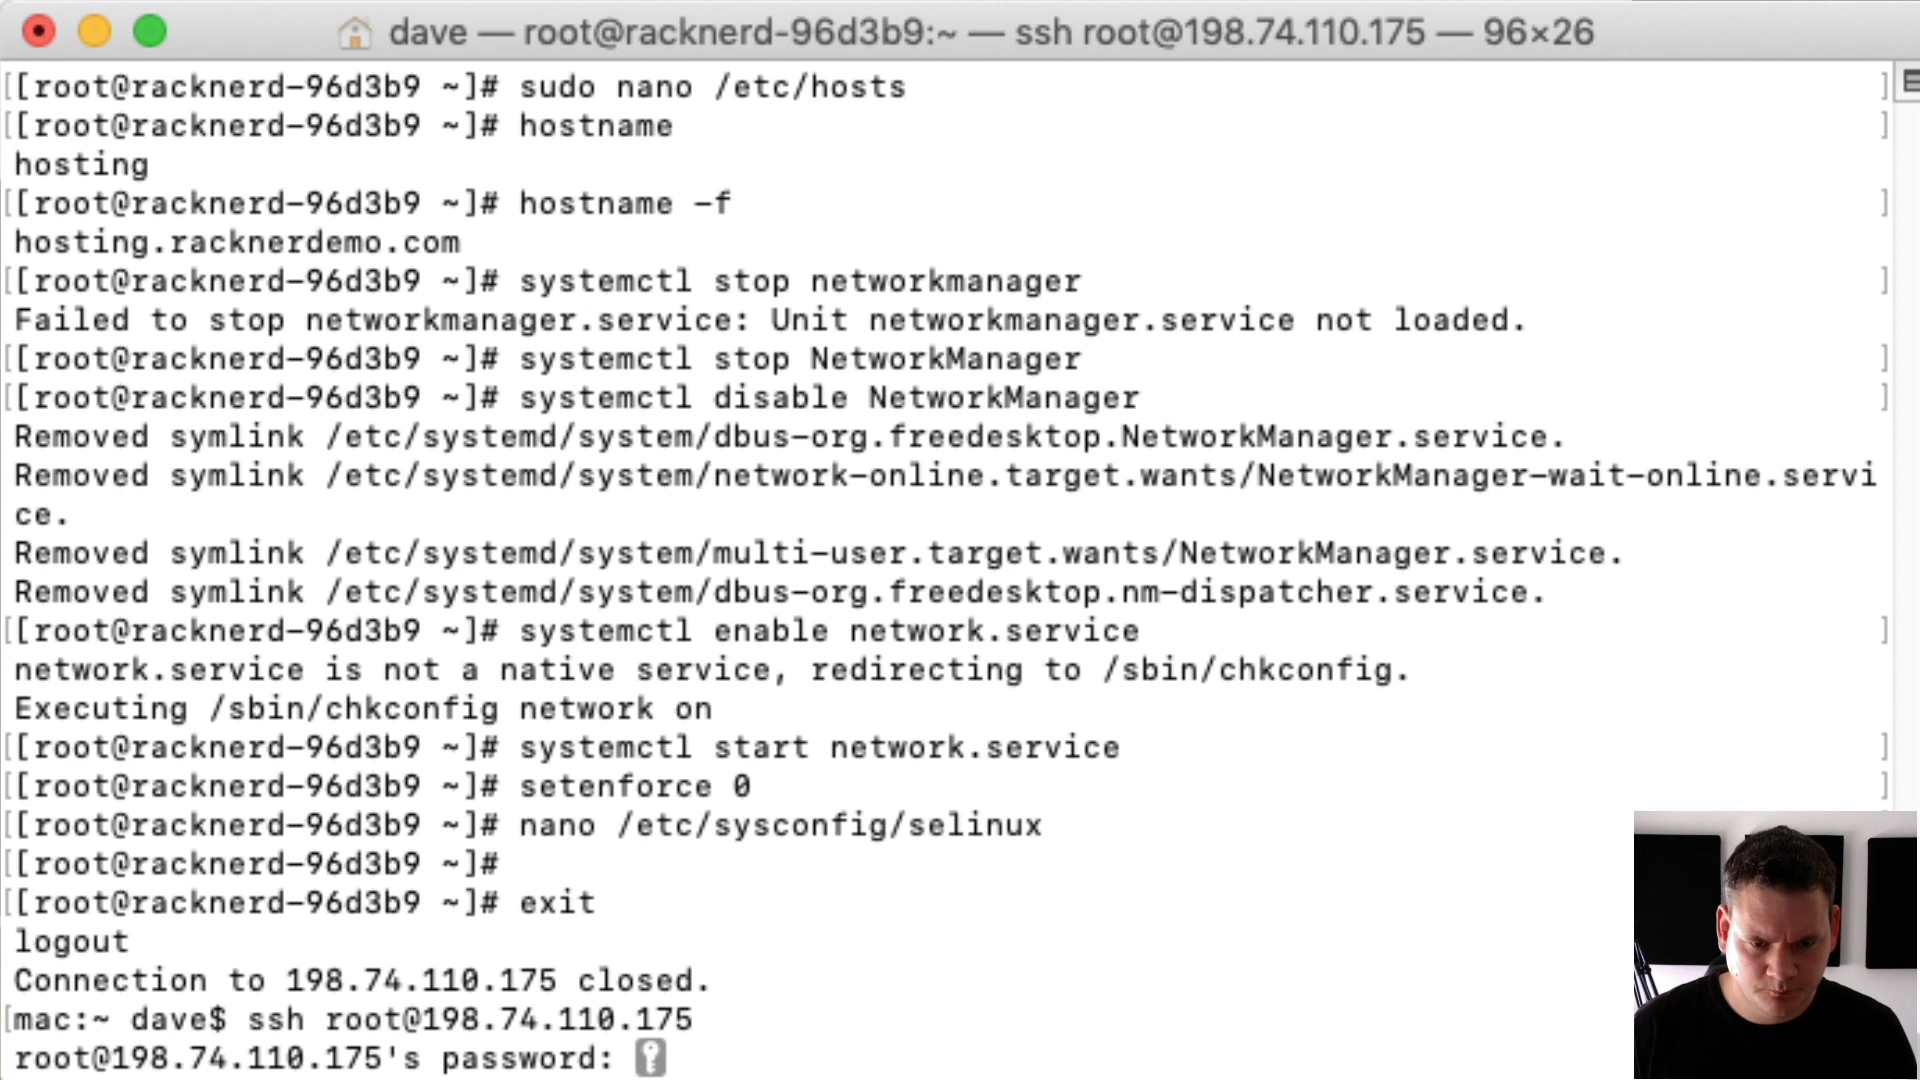 dave — root@racknerd-96d3b9:~ — ssh root@198.74.110.175 — 96×26
[[root@racknerd-96d3b9 ~]# sudo nano /etc/hosts ]
[[root@racknerd-96d3b9 ~]# hostname ]
hosting
[[root@racknerd-96d3b9 ~]# hostname -f ]
hosting.racknerdemo.com
[[root@racknerd-96d3b9 ~]# systemctl stop networkmanager ]
Failed to stop networkmanager.service: Unit networkmanager.service not loaded.
[[root@racknerd-96d3b9 ~]# systemctl stop NetworkManager ]
[[root@racknerd-96d3b9 ~]# systemctl disable NetworkManager ]
Removed symlink /etc/systemd/system/dbus-org.freedesktop.NetworkManager.service.
Removed symlink /etc/systemd/system/network-online.target.wants/NetworkManager-wait-online.servi
ce.
Removed symlink /etc/systemd/system/multi-user.target.wants/NetworkManager.service.
Removed symlink /etc/systemd/system/dbus-org.freedesktop.nm-dispatcher.service.
[[root@racknerd-96d3b9 ~]# systemctl enable network.service ]
network.service is not a native service, redirecting to /sbin/chkconfig.
Executing /sbin/chkconfig network on
[[root@racknerd-96d3b9 ~]# systemctl start network.service ]
[[root@racknerd-96d3b9 ~]# setenforce 0 ]
[[root@racknerd-96d3b9 ~]# nano /etc/sysconfig/selinux
[[root@racknerd-96d3b9 ~]#
[[root@racknerd-96d3b9 ~]# exit
logout
Connection to 198.74.110.175 closed.
[mac:~ dave$ ssh root@198.74.110.175
root@198.74.110.175's password: